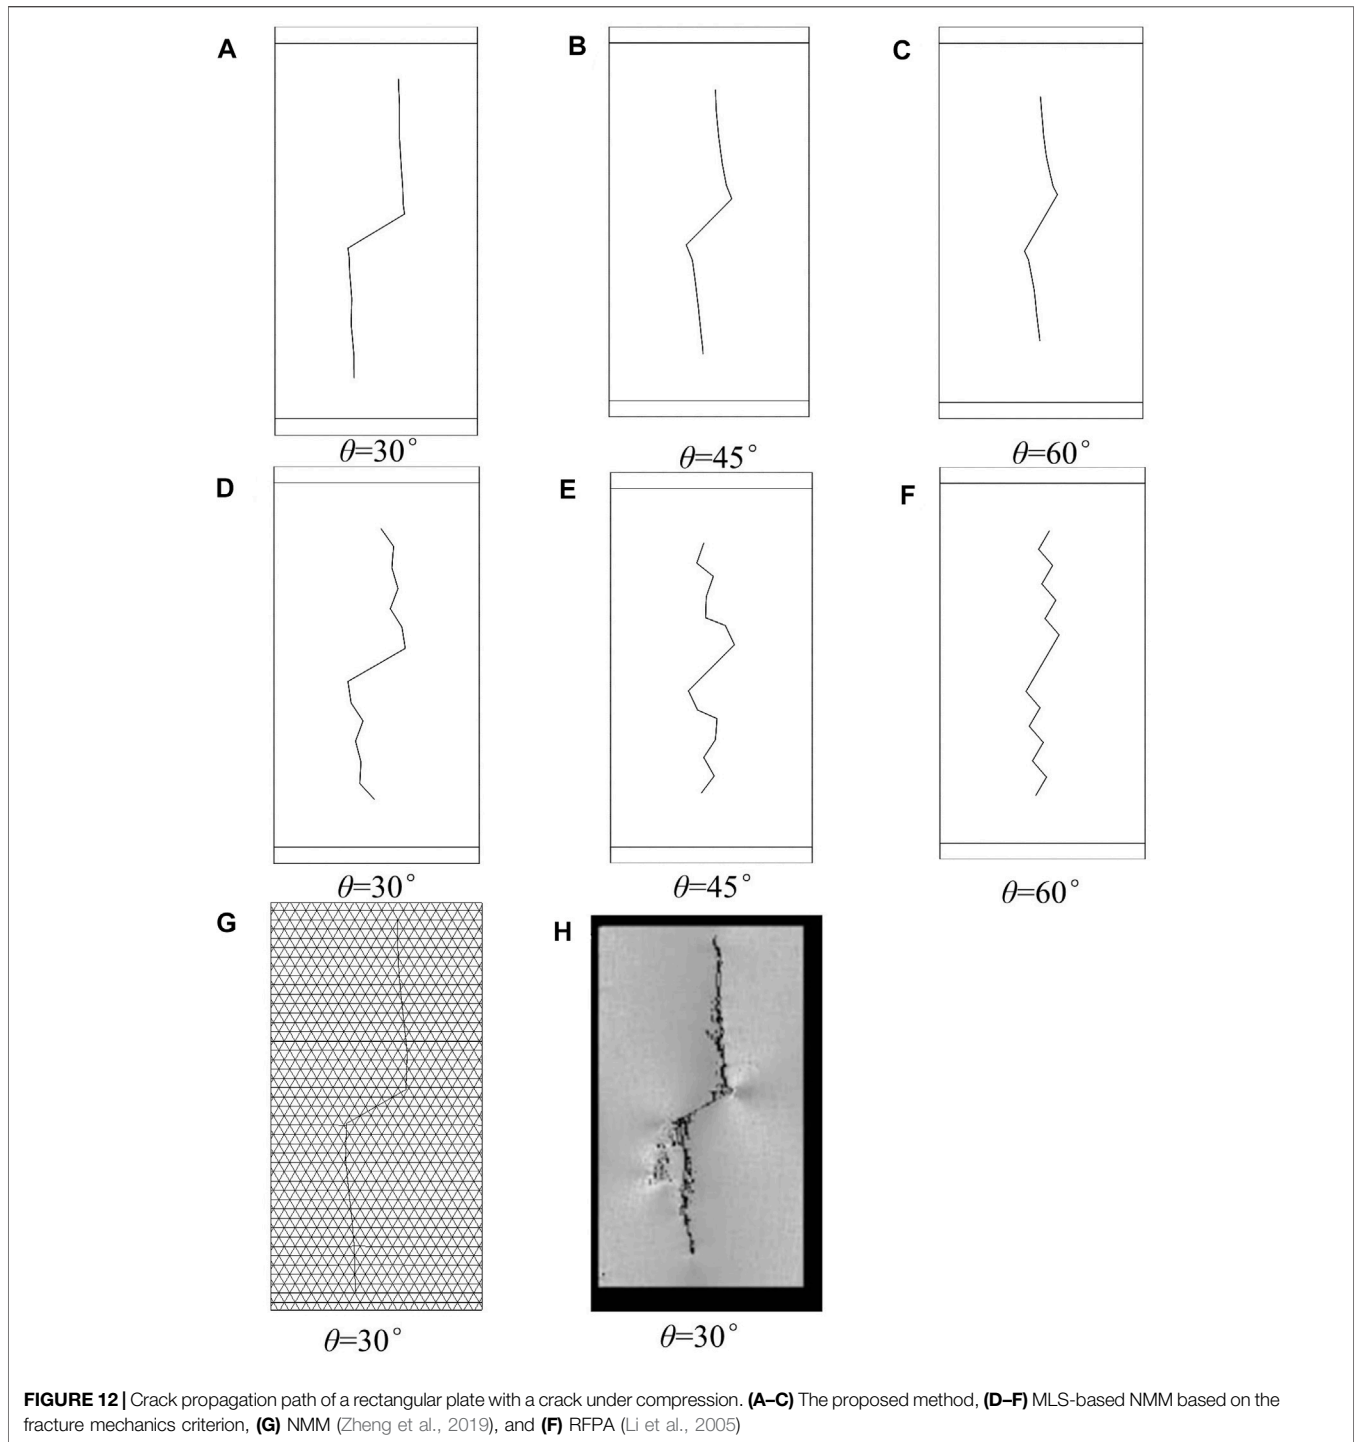 A
B
C
θ=30°
θ=45°
θ=60°
D
E
F
θ=30°
θ=45°
θ=60°
G
H
θ=30°
θ=30°
FIGURE 12 | Crack propagation path of a rectangular plate with a crack under compression. (A–C) The proposed method, (D–F) MLS-based NMM based on the
fracture mechanics criterion, (G) NMM (Zheng et al., 2019), and (F) RFPA (Li et al., 2005)